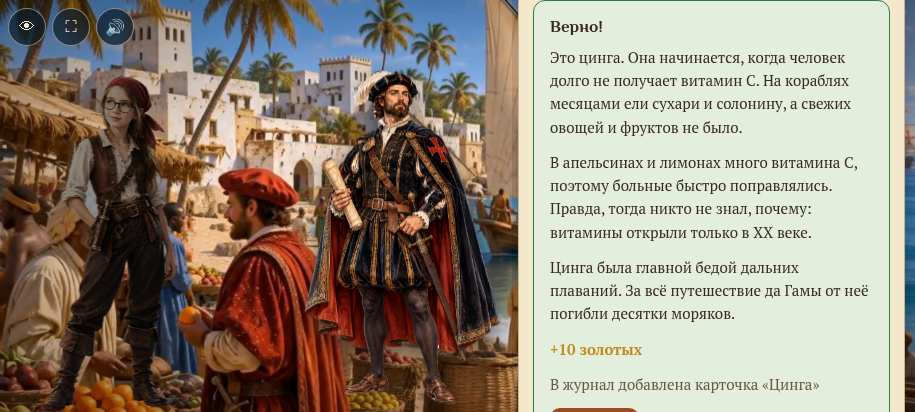 Верно!
Это цинга. Она начинается, когда человек
долго не получает витамин С. На кораблях
месяцами ели сухари и солонину, а свежих
овощей и фруктов не было.
В апельсинах и лимонах много витамина С,
поэтому больные быстро поправлялись.
Правда, тогда никто не знал, почему:
витамины открыли только в XX веке.
Цинга была главной бедой дальних
плаваний. За всё путешествие да Гамы от неё
погибли десятки моряков.
+10 золотых
В журнал добавлена карточка «Цинга»